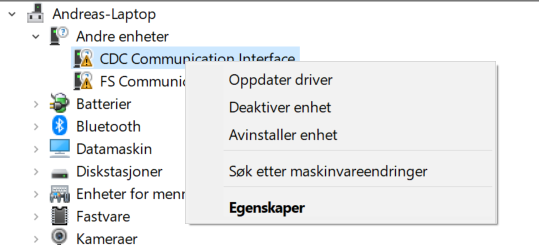 Andreas-Laptop
Andre enheter
CDC Communication Interface
FS Communic
Batterier
Bluetooth
Datamaskin
Diskstasjoner
Enheter for menn
Fastvare
Kameraer
Oppdater driver
Deaktiver enhet
Avinstaller enhet
Søk etter maskinvareendringer
Egenskaper